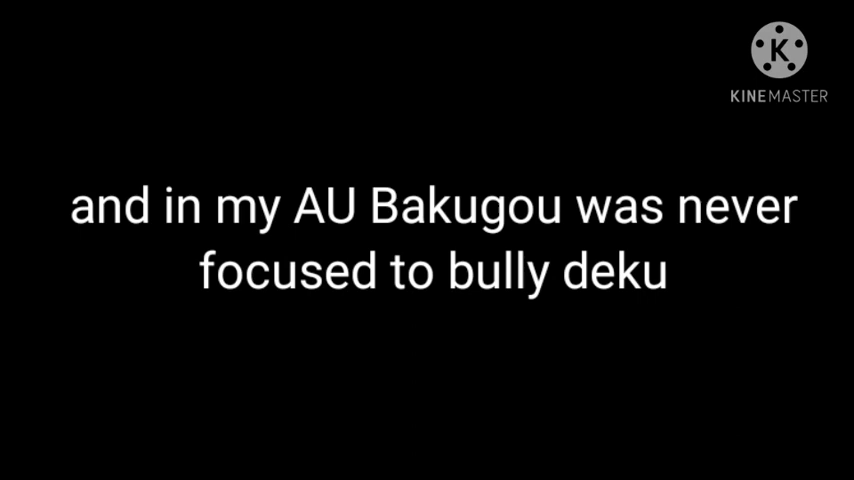 K
KINEMASTER
and in my AU Bakugou was never
focused to bully deku